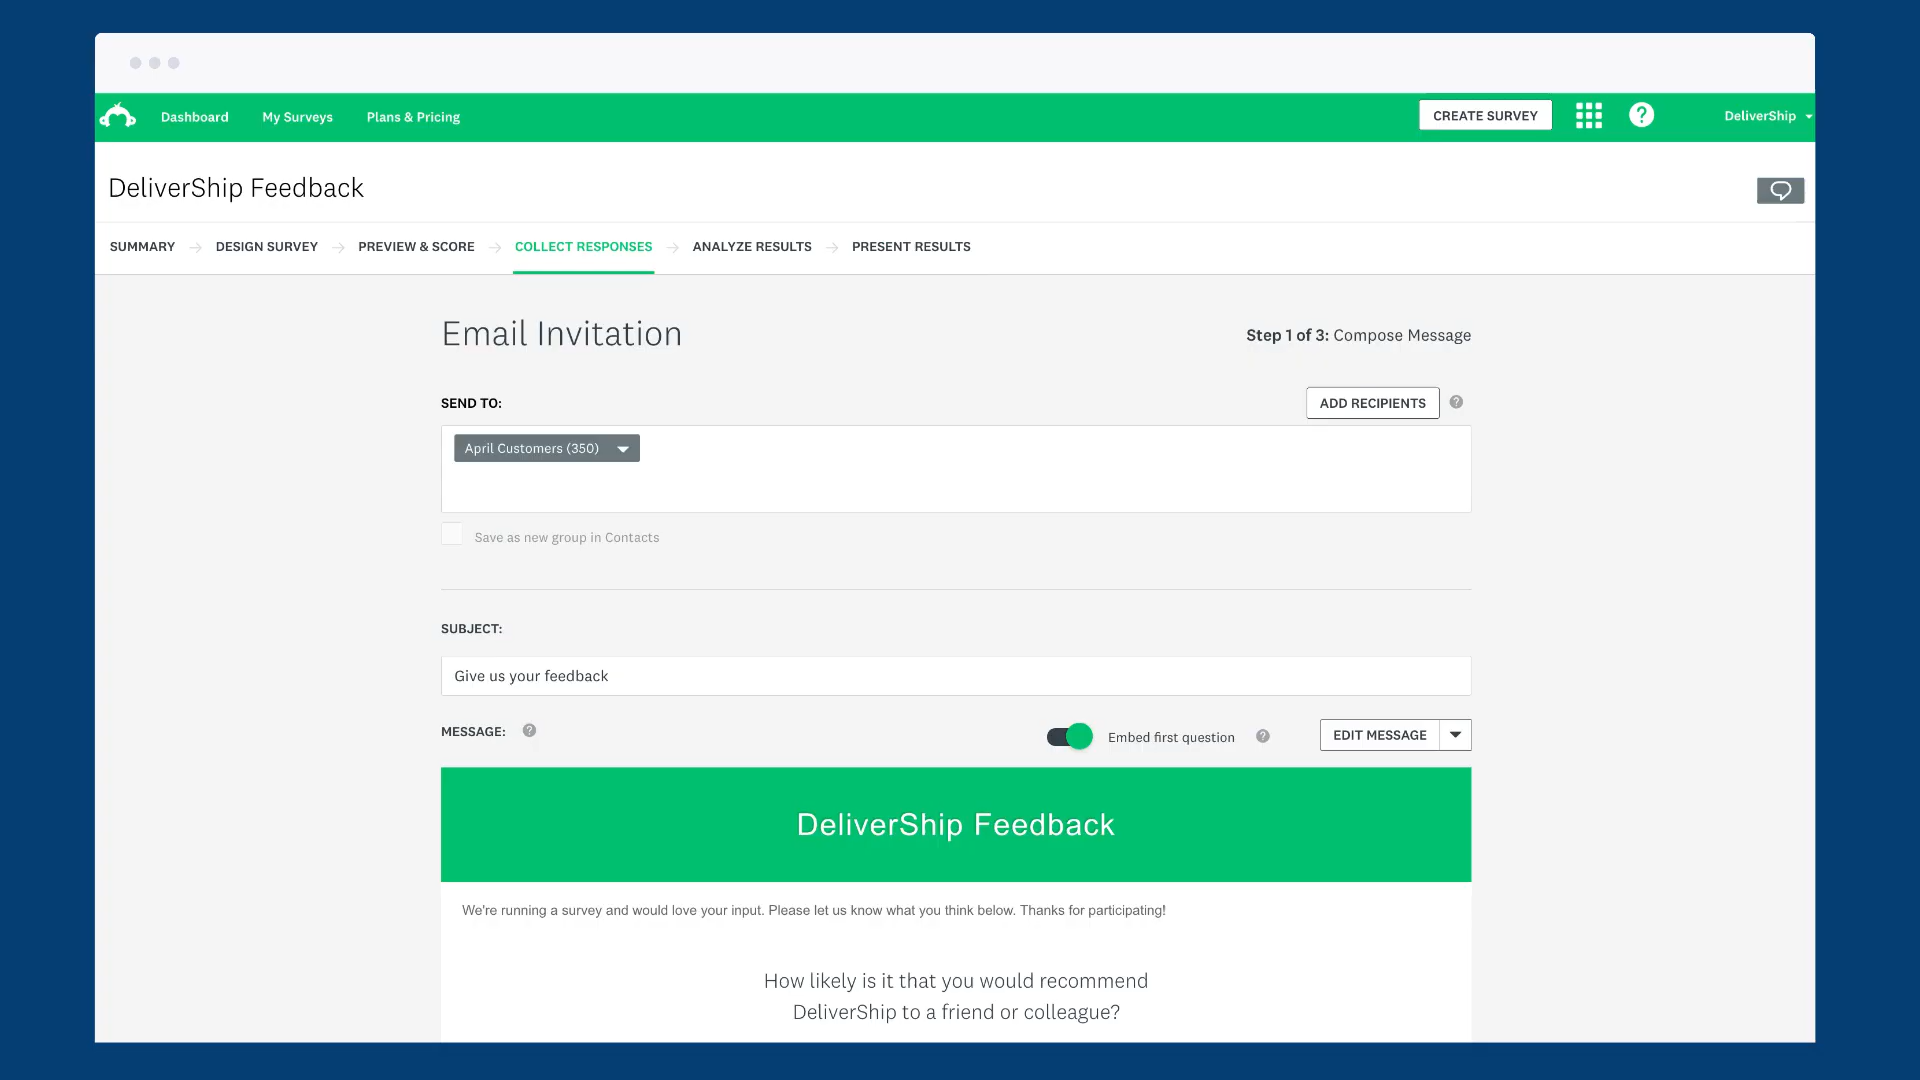 Dashboard
My Surveys
Plans & Pricing
CREATE SURVEY
?
DeliverShip
DeliverShip Feedback
SUMMARY
DESIGN SURVEY
PREVIEW & SCORE
COLLECT RESPONSES
ANALYZE RESULTS
PRESENT RESULTS
Email Invitation
Step 1 of 3: Compose Message
SEND TO:
ADD RECIPIENTS
?
April Customers (350)
Save as new group in Contacts
SUBJECT:
Give us your feedback
MESSAGE:
?
Embed first question
?
EDIT MESSAGE
DeliverShip Feedback
We're running a survey and would love your input. Please let us know what you think below. Thanks for participating!
How likely is it that you would recommend
DeliverShip to a friend or colleague?